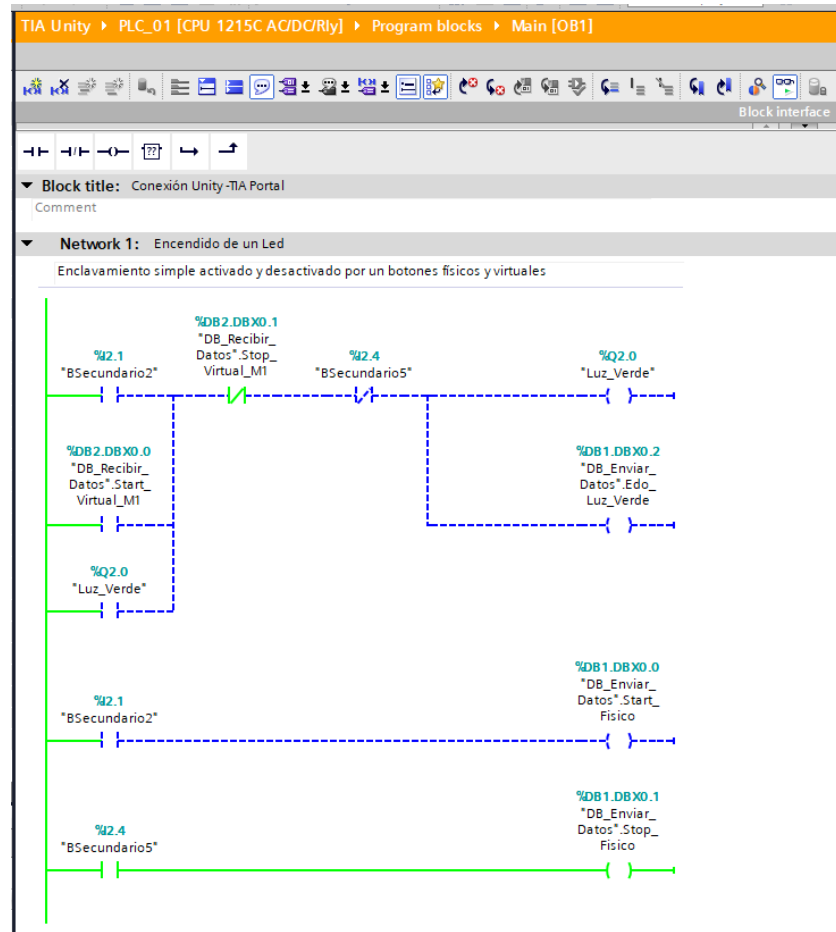 TIA Unity ▸ PLC_01 [CPU 1215C AC/DC/Rly] ▸ Program blocks ▸ Main [OB1]
Block interface
??
Block title: Conexión Unity -TIA Portal
Comment
Network 1: Encendido de un Led
Enclavamiento simple activado y desactivado por un botones físicos y virtuales
%I2.1
"BSecundario2"
%DB2.DBX0.1
"DB_Recibir_
Datos".Stop_
Virtual_M1
%I2.4
"BSecundario5"
%Q2.0
"Luz_Verde"
%DB2.DBX0.0
"DB_Recibir_
Datos".Start_
Virtual_M1
%DB1.DBX0.2
"DB_Enviar_
Datos".Edo_
Luz_Verde
%Q2.0
"Luz_Verde"
%I2.1
"BSecundario2"
%DB1.DBX0.0
"DB_Enviar_
Datos".Start_
Fisico
%I2.4
"BSecundario5"
%DB1.DBX0.1
"DB_Enviar_
Datos".Stop_
Fisico